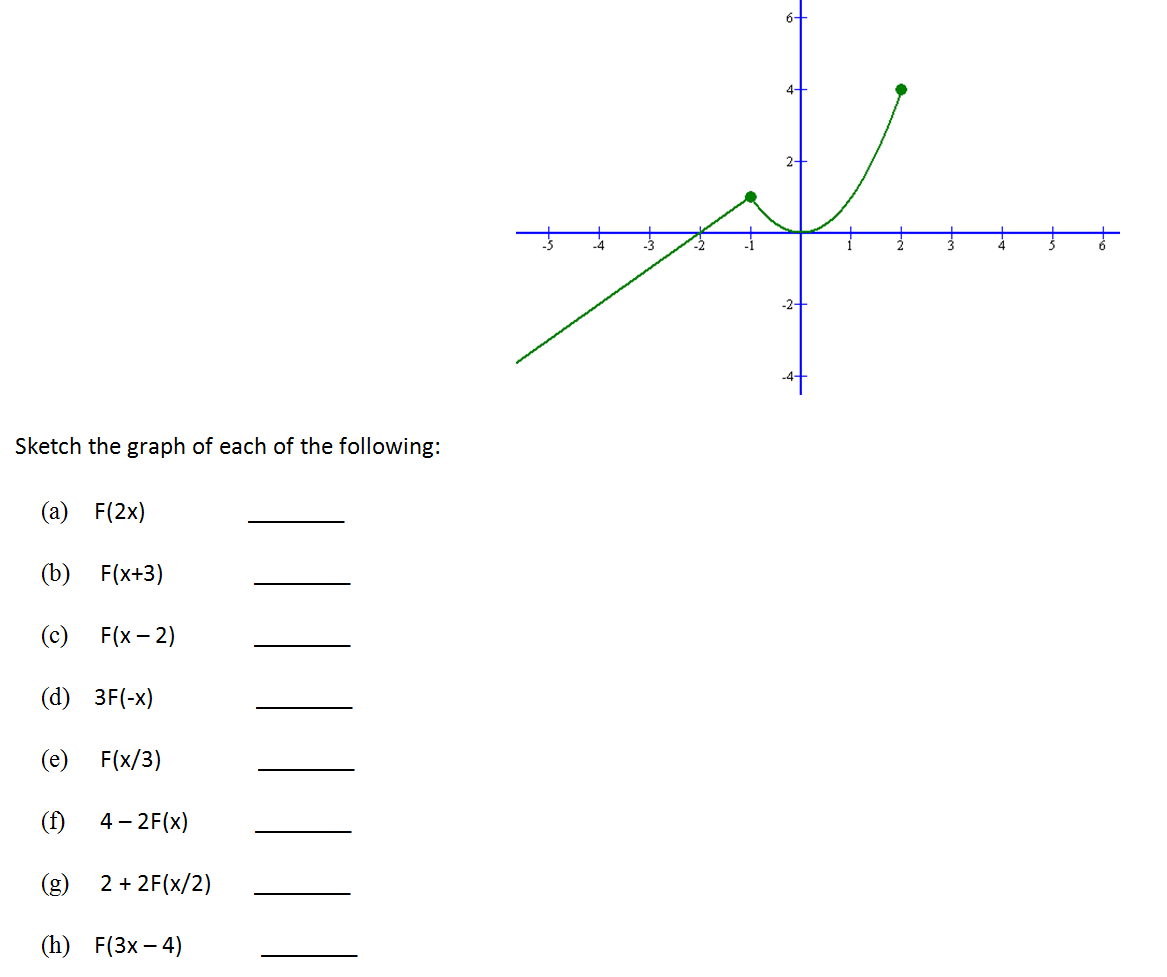 6
4
2
-5 -4 -3 -2 -1 1 2 3 4 5 6
-2
-4
Sketch the graph of each of the following:
(a) F(2x)
(b) F(x+3)
(c) F(x – 2)
(d) 3F(-x)
(e) F(x/3)
(f) 4 – 2F(x)
(g) 2 + 2F(x/2)
(h) F(3x – 4)